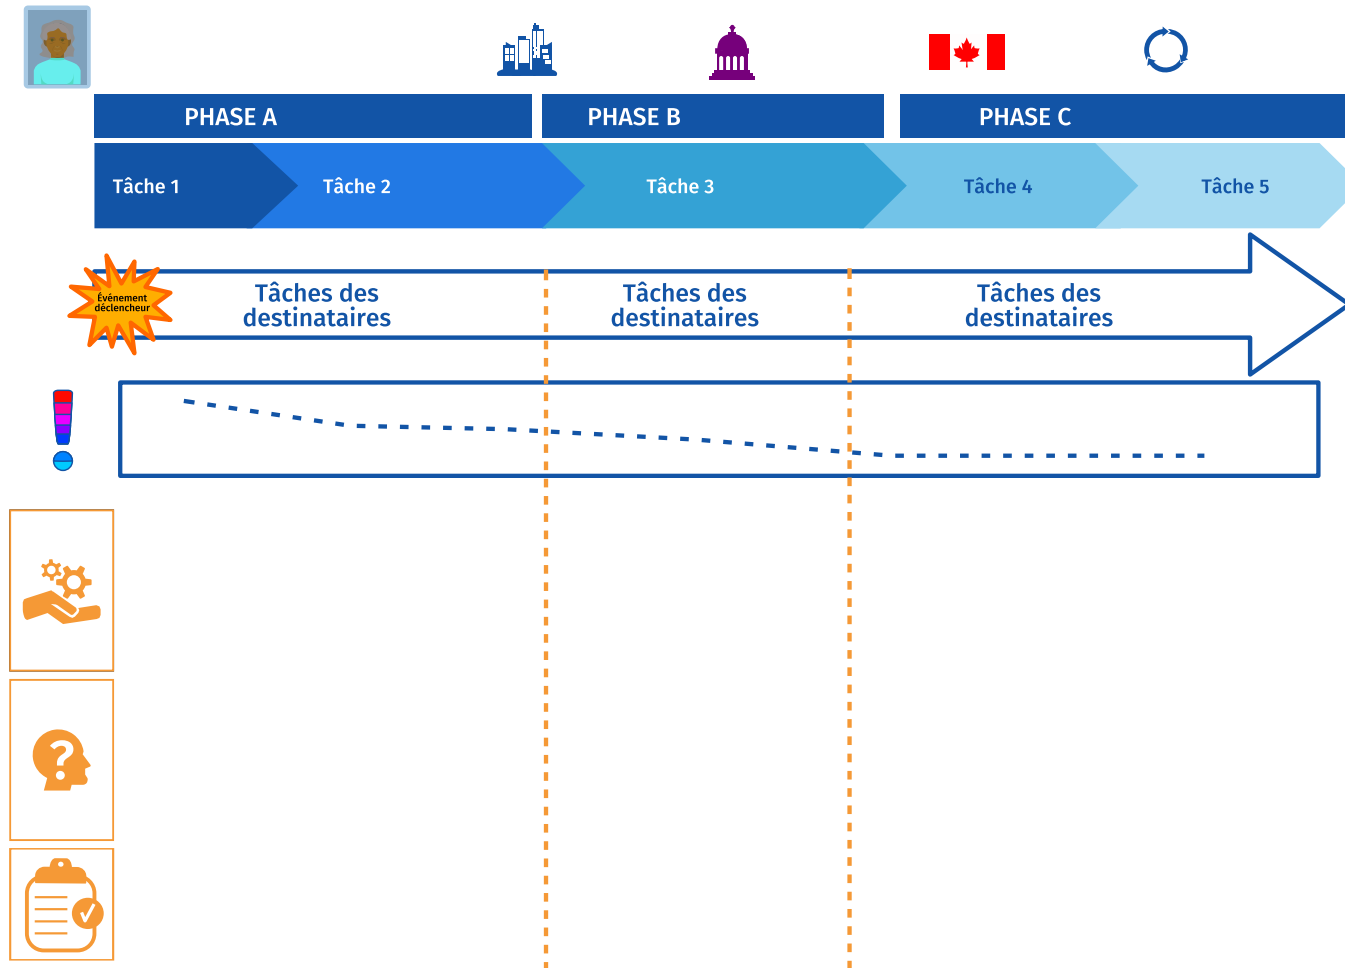 PHASE A
PHASE B
PHASE C
Tâche 1
Tâche 2
Tâche 3
Tâche 4
Tâche 5
Événement
déclencheur
Tâches des
destinataires
Tâches des
destinataires
Tâches des
destinataires